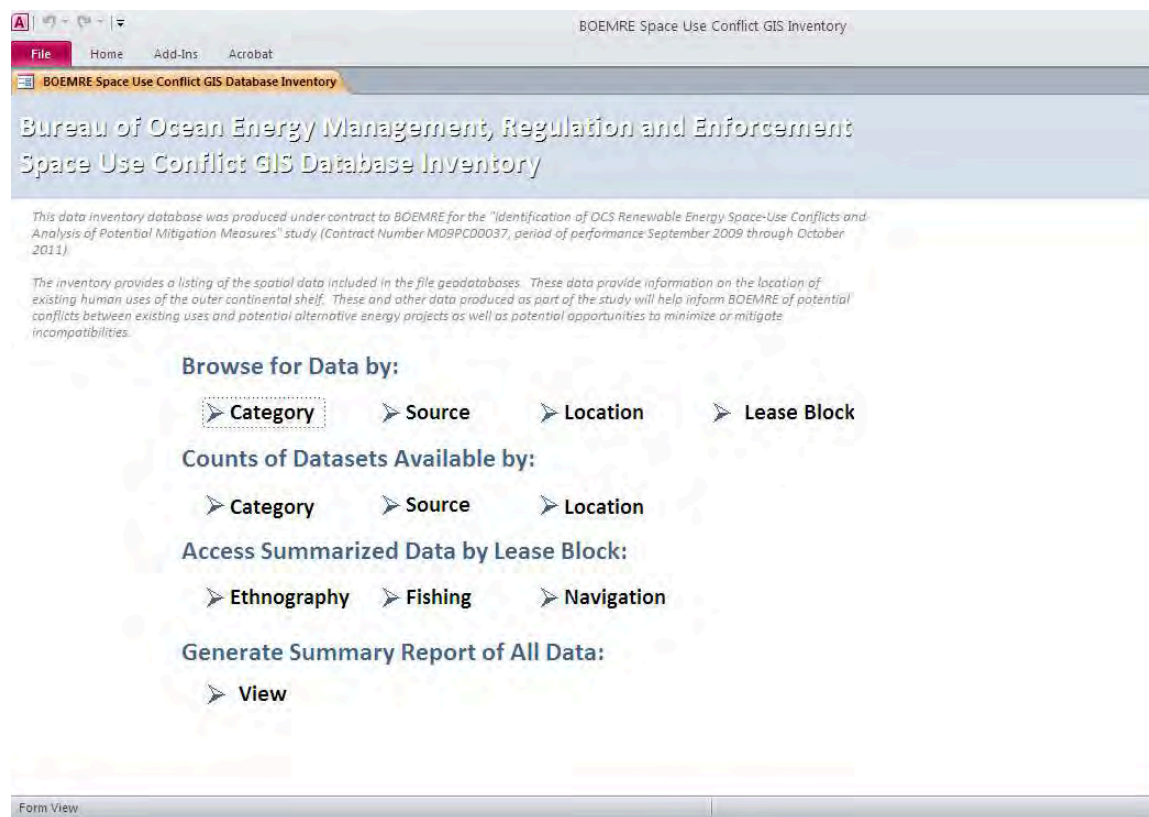 A
BOEMRE Space Use Conflict GIS Inventory
File Home Add-Ins Acrobat
BOEMRE Space Use Conflict GIS Database Inventory
Bureau of Ocean Energy Management, Regulation and Enforcement
Space Use Conflict GIS Database Inventory
This data inventory database was produced under contract to BOEMRE for the "Identification of OCS Renewable Energy Space-Use Conflicts and
Analysis of Potential Mitigation Measures" study (Contract Number M09PC00037, period of performance September 2009 through October
2011)
The inventory provides a listing of the spatial data included in the file geodatabases. These data provide information on the location of
existing human uses of the outer continental shelf. These and other data produced as part of the study will help inform BOEMRE of potential
conflicts between existing uses and potential alternative energy projects as well as potential opportunities to minimize or mitigate
incompatibilities.
Browse for Data by:
Category Source Location Lease Block
Counts of Datasets Available by:
Category Source Location
Access Summarized Data by Lease Block:
Ethnography Fishing Navigation
Generate Summary Report of All Data:
View
Form View